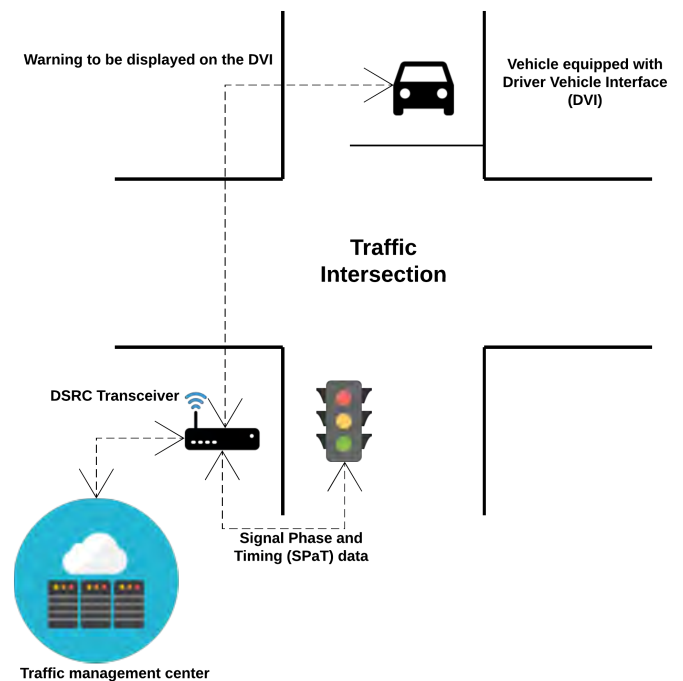 Warning to be displayed on the DVI
Vehicle equipped with
Driver Vehicle Interface
(DVI)
Traffic
Intersection
DSRC Transceiver
Signal Phase and
Timing (SPaT) data
Traffic management center